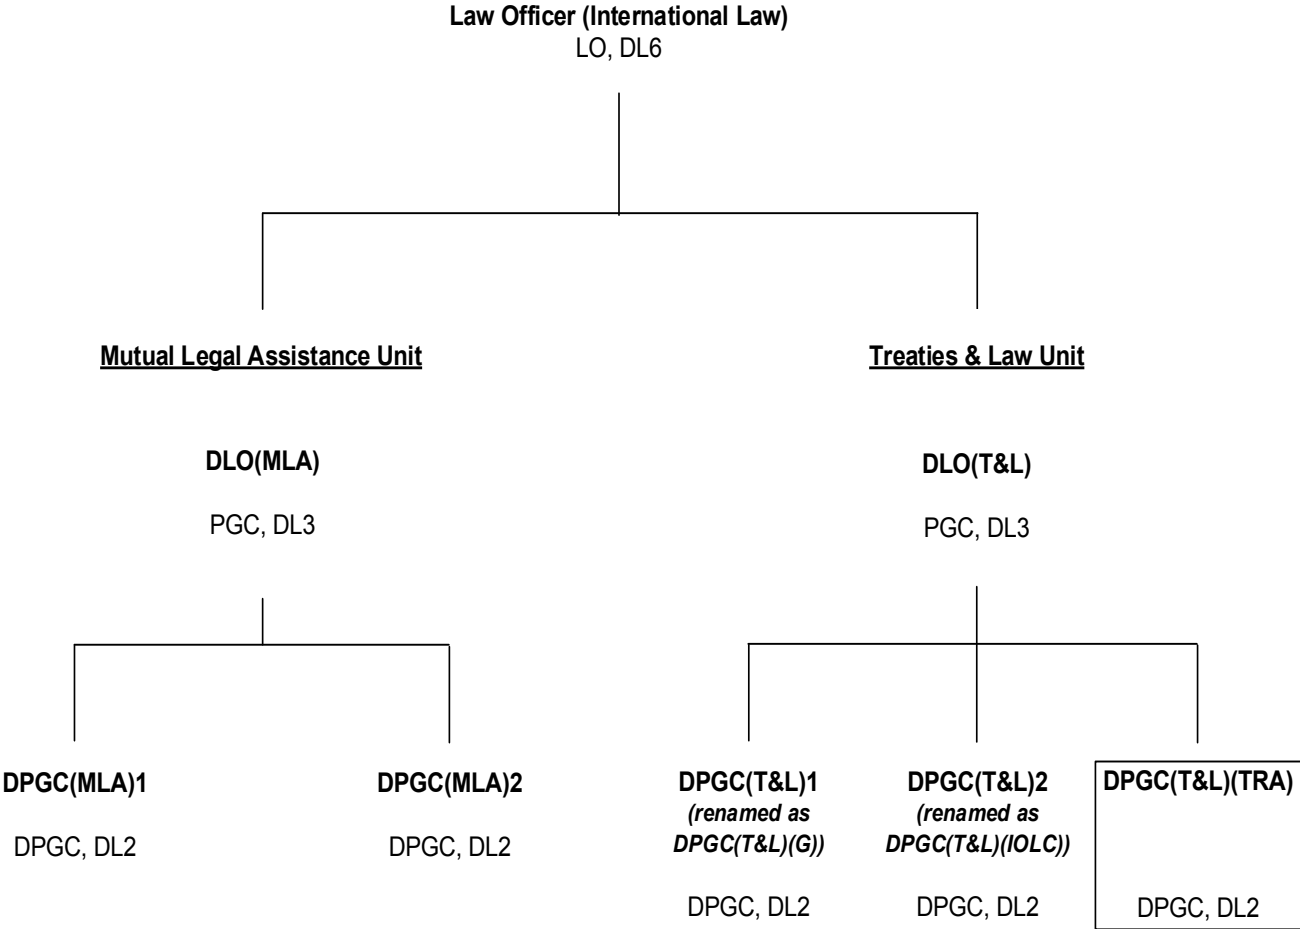 Law Officer (International Law)
LO, DL6
Mutual Legal Assistance Unit
Treaties & Law Unit
DLO(MLA)
PGC, DL3
DLO(T&L)
PGC, DL3
DPGC(MLA)1
DPGC, DL2
DPGC(MLA)2
DPGC, DL2
DPGC(T&L)1
(renamed as
DPGC(T&L)(G))
DPGC, DL2
DPGC(T&L)2
(renamed as
DPGC(T&L)(IOLC))
DPGC, DL2
DPGC(T&L)(TRA)
DPGC, DL2